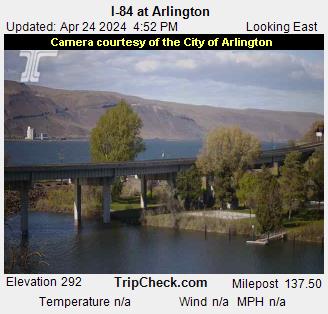 I-84 at Arlington
Updated: Apr 24 2024 4:52 PM Looking East
Camera courtesy of the City of Arlington
Elevation 292 TripCheck.com Milepost 137.50
Temperature n/a Wind n/a MPH n/a